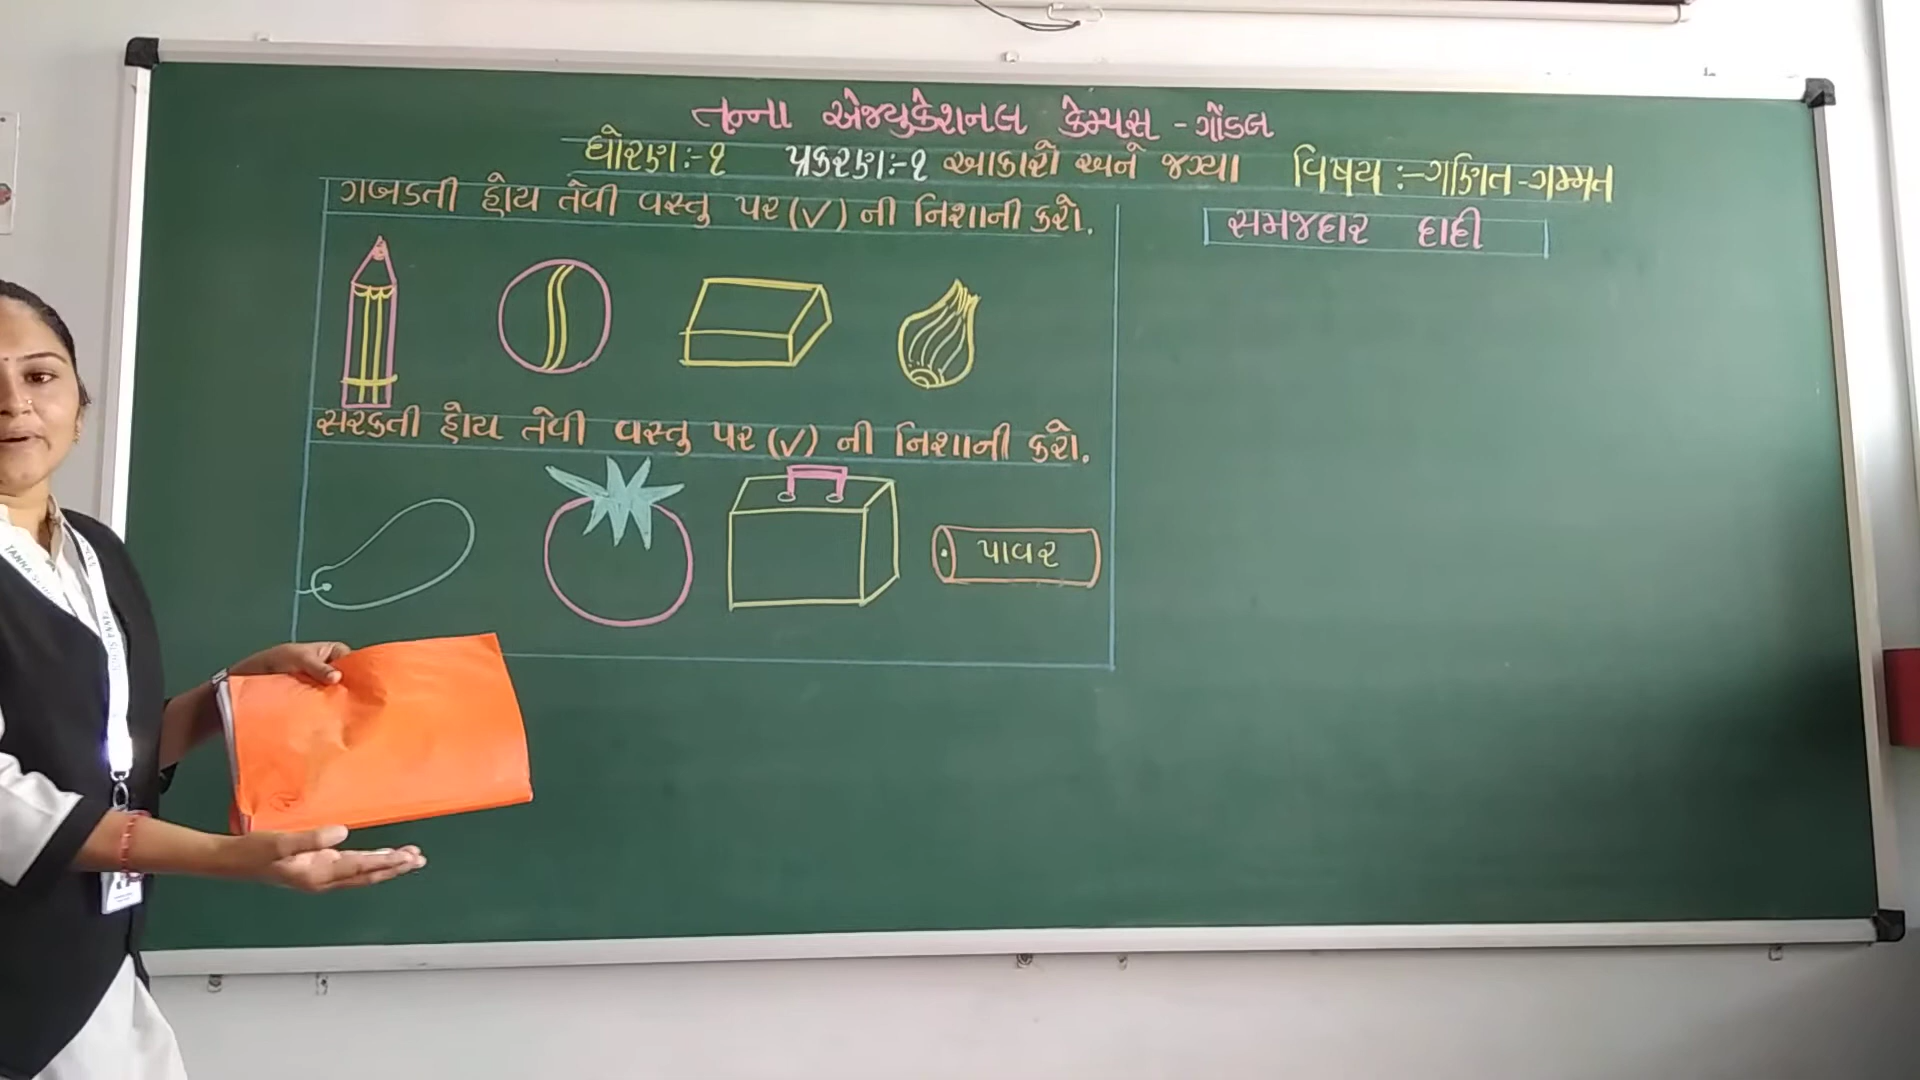 તન્ના એજ્યુકેશનલ કેમ્પસ - ગોંડલ
ધોરણ:-૧ પ્રકરણ:-૧ આકારો અને જગ્યા વિષય :- ગણિત-ગમ્મત
ગબડતી હોય તેવી વસ્તુ પર (✓) ની નિશાની કરો.
સમજદાર દાદી
સરકતી હોય તેવી વસ્તુ પર (✓) ની નિશાની કરો.
પાવર